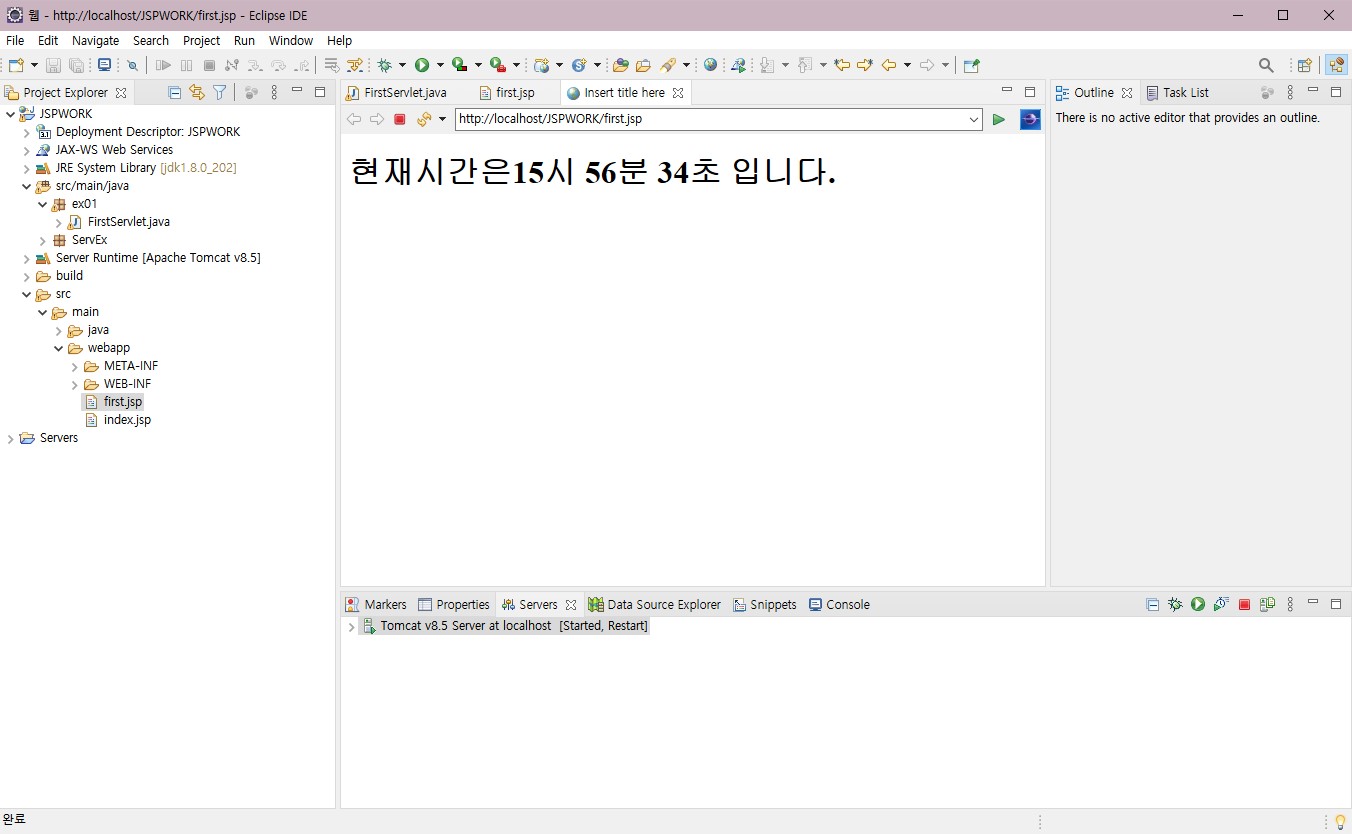 웹 - http://localhost/JSPWORK/first.jsp - Eclipse IDE
File Edit Navigate Search Project Run Window Help
Project Explorer
FirstServlet.java first.jsp Insert title here
Outline Task List
http://localhost/JSPWORK/first.jsp
There is no active editor that provides an outline.
JSPWORK
Deployment Descriptor: JSPWORK
JAX-WS Web Services
JRE System Library [jdk1.8.0_202]
src/main/java
ex01
FirstServlet.java
ServEx
Server Runtime [Apache Tomcat v8.5]
build
src
main
java
webapp
META-INF
WEB-INF
first.jsp
index.jsp
Servers
현재시간은15시 56분 34초 입니다.
Markers Properties Servers Data Source Explorer Snippets Console
Tomcat v8.5 Server at localhost [Started, Restart]
완료